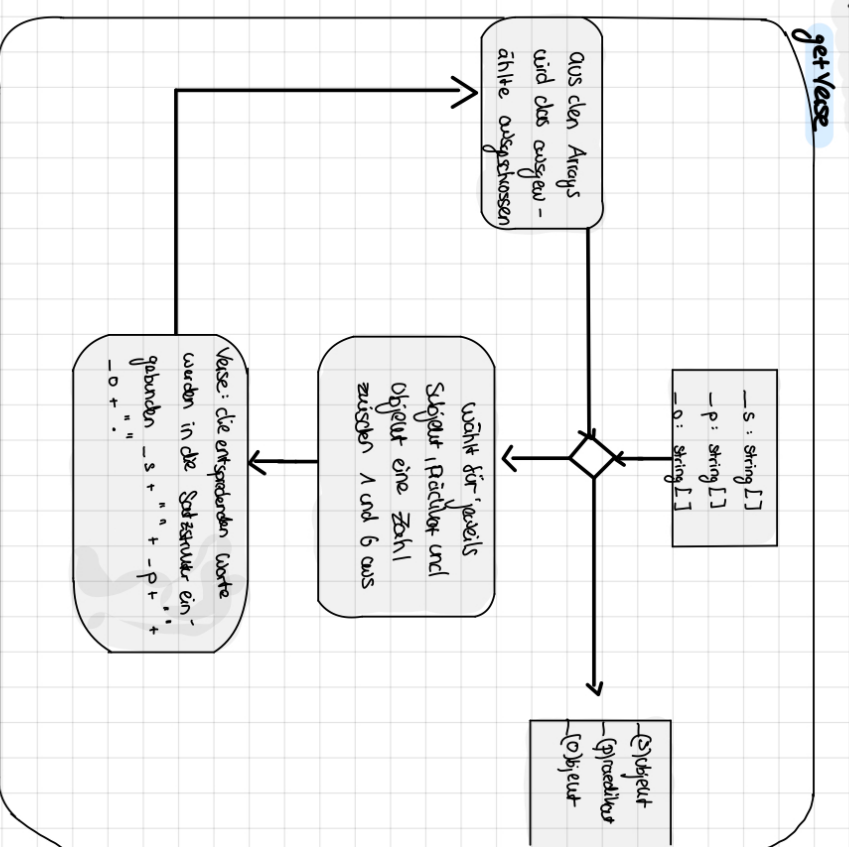 getVerse
_s : string[]
_p : string[]
_o : string[]
aus den Arrays
wird das ausgew-
ählte ausgschlossen
wählt für jeweils
Subjekt, Prädikat und
Objekt eine Zahl
zwischen 1 und 6 aus
Verse: die entsprechenden Worte
werden in die Satzstruktur ein-
gebunden _s + " " + _p + " " +
_o + "."
_(s)ubjekt
_(p)raedikat
_(o)bjekt